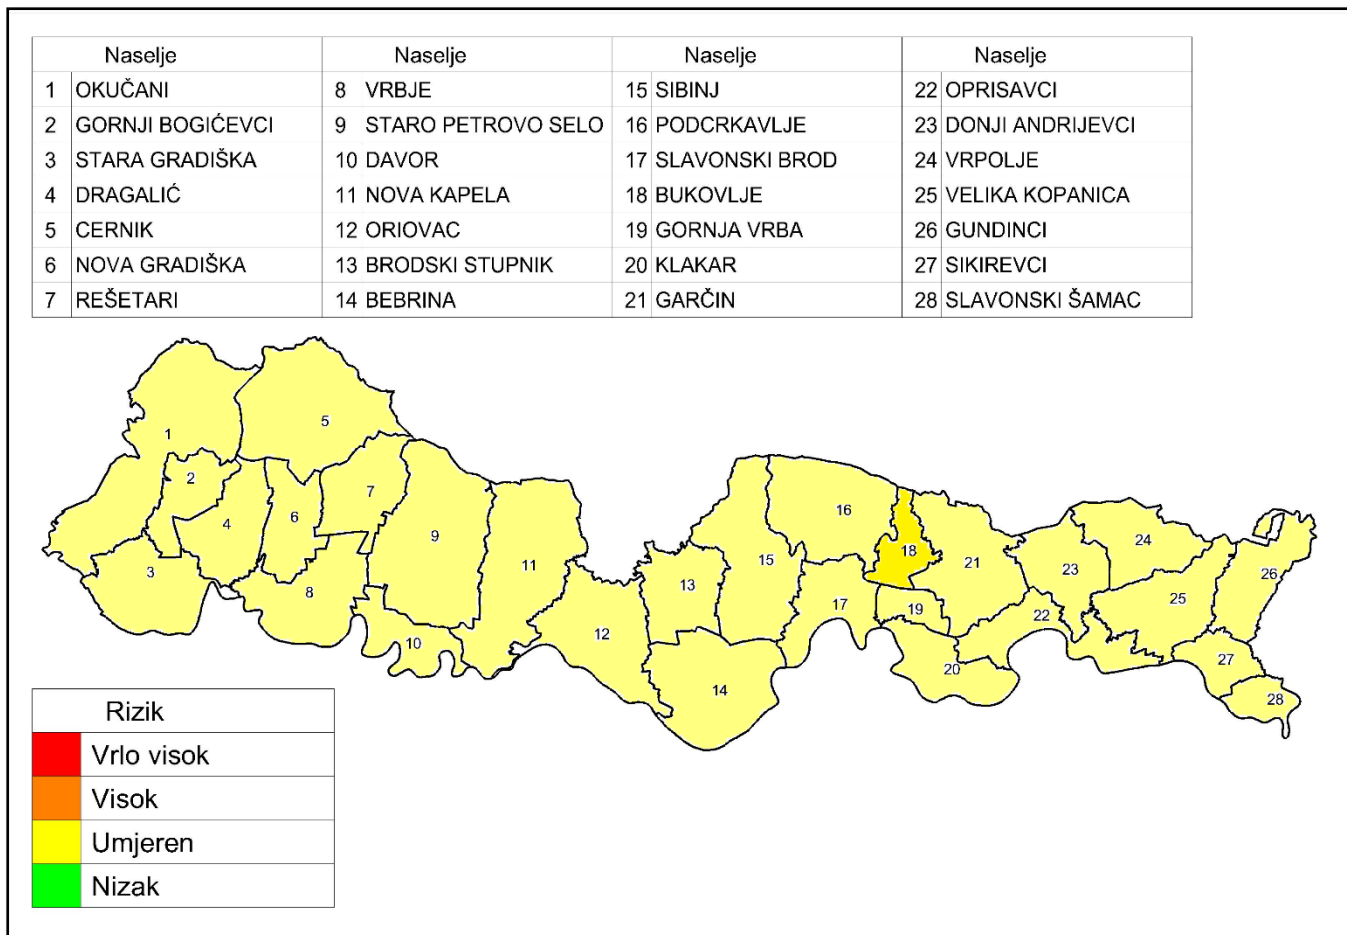 Naselje Naselje Naselje Naselje
1 OKUČANI 8 VRBJE 15 SIBINJ 22 OPRISAVCI
2 GORNJI BOGIĆEVCI 9 STARO PETROVO SELO 16 PODCRKAVLJE 23 DONJI ANDRIJEVCI
3 STARA GRADIŠKA 10 DAVOR 17 SLAVONSKI BROD 24 VRPOLJE
4 DRAGALIĆ 11 NOVA KAPELA 18 BUKOVLJE 25 VELIKA KOPANICA
5 CERNIK 12 ORIOVAC 19 GORNJA VRBA 26 GUNDINCI
6 NOVA GRADIŠKA 13 BRODSKI STUPNIK 20 KLAKAR 27 SIKIREVCI
7 REŠETARI 14 BEBRINA 21 GARČIN 28 SLAVONSKI ŠAMAC
5
1
2
7
16
6
4
9
18
24
15
21
11
23
3
26
13
8
25
17
19
22
12
10
27
20
14
28
Rizik
Vrlo visok
Visok
Umjeren
Nizak